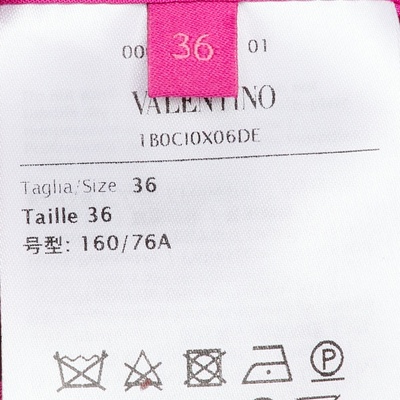 36
00 01
VALENTINO
1B0CI0X06DE
Taglia/Size 36
Taille 36
号型: 160/76A
P